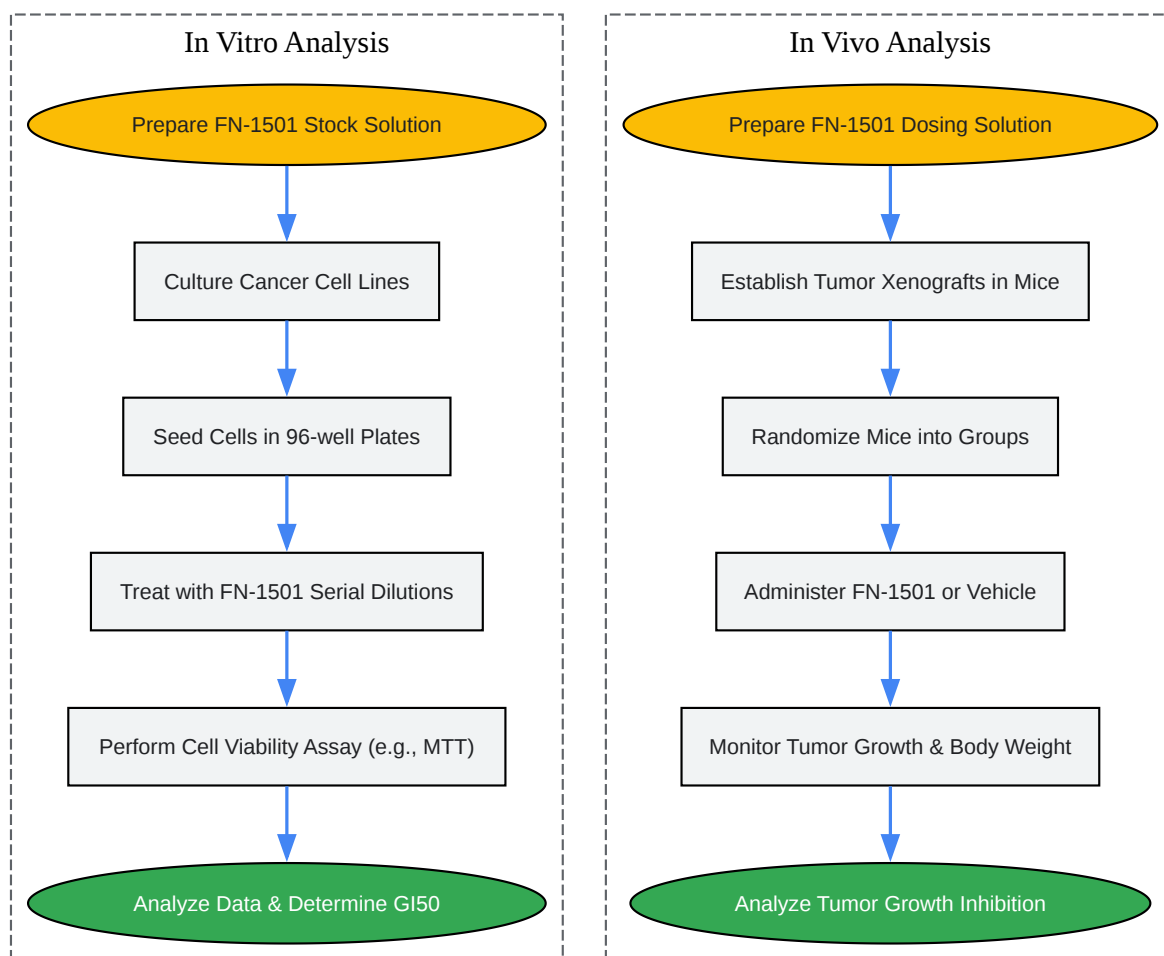 In Vitro Analysis
Prepare FN-1501 Stock Solution
Culture Cancer Cell Lines
Seed Cells in 96-well Plates
Treat with FN-1501 Serial Dilutions
Perform Cell Viability Assay (e.g., MTT)
Analyze Data & Determine GI50
In Vivo Analysis
Prepare FN-1501 Dosing Solution
Establish Tumor Xenografts in Mice
Randomize Mice into Groups
Administer FN-1501 or Vehicle
Monitor Tumor Growth & Body Weight
Analyze Tumor Growth Inhibition